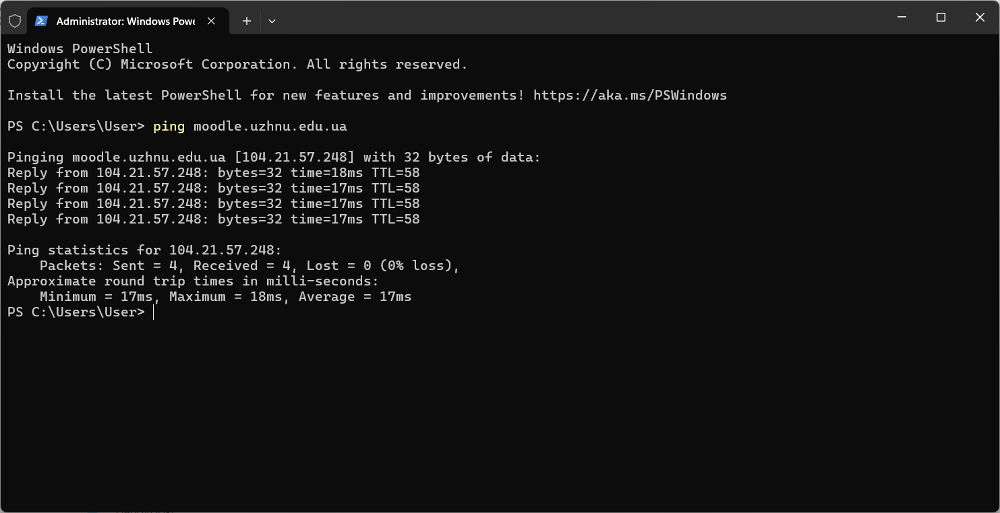 Administrator: Windows Powe
Windows PowerShell
Copyright (C) Microsoft Corporation. All rights reserved.
Install the latest PowerShell for new features and improvements! https://aka.ms/PSWindows
PS C:\Users\User> ping moodle.uzhnu.edu.ua
Pinging moodle.uzhnu.edu.ua [104.21.57.248] with 32 bytes of data:
Reply from 104.21.57.248: bytes=32 time=18ms TTL=58
Reply from 104.21.57.248: bytes=32 time=17ms TTL=58
Reply from 104.21.57.248: bytes=32 time=17ms TTL=58
Reply from 104.21.57.248: bytes=32 time=17ms TTL=58
Ping statistics for 104.21.57.248:
    Packets: Sent = 4, Received = 4, Lost = 0 (0% loss),
Approximate round trip times in milli-seconds:
    Minimum = 17ms, Maximum = 18ms, Average = 17ms
PS C:\Users\User>